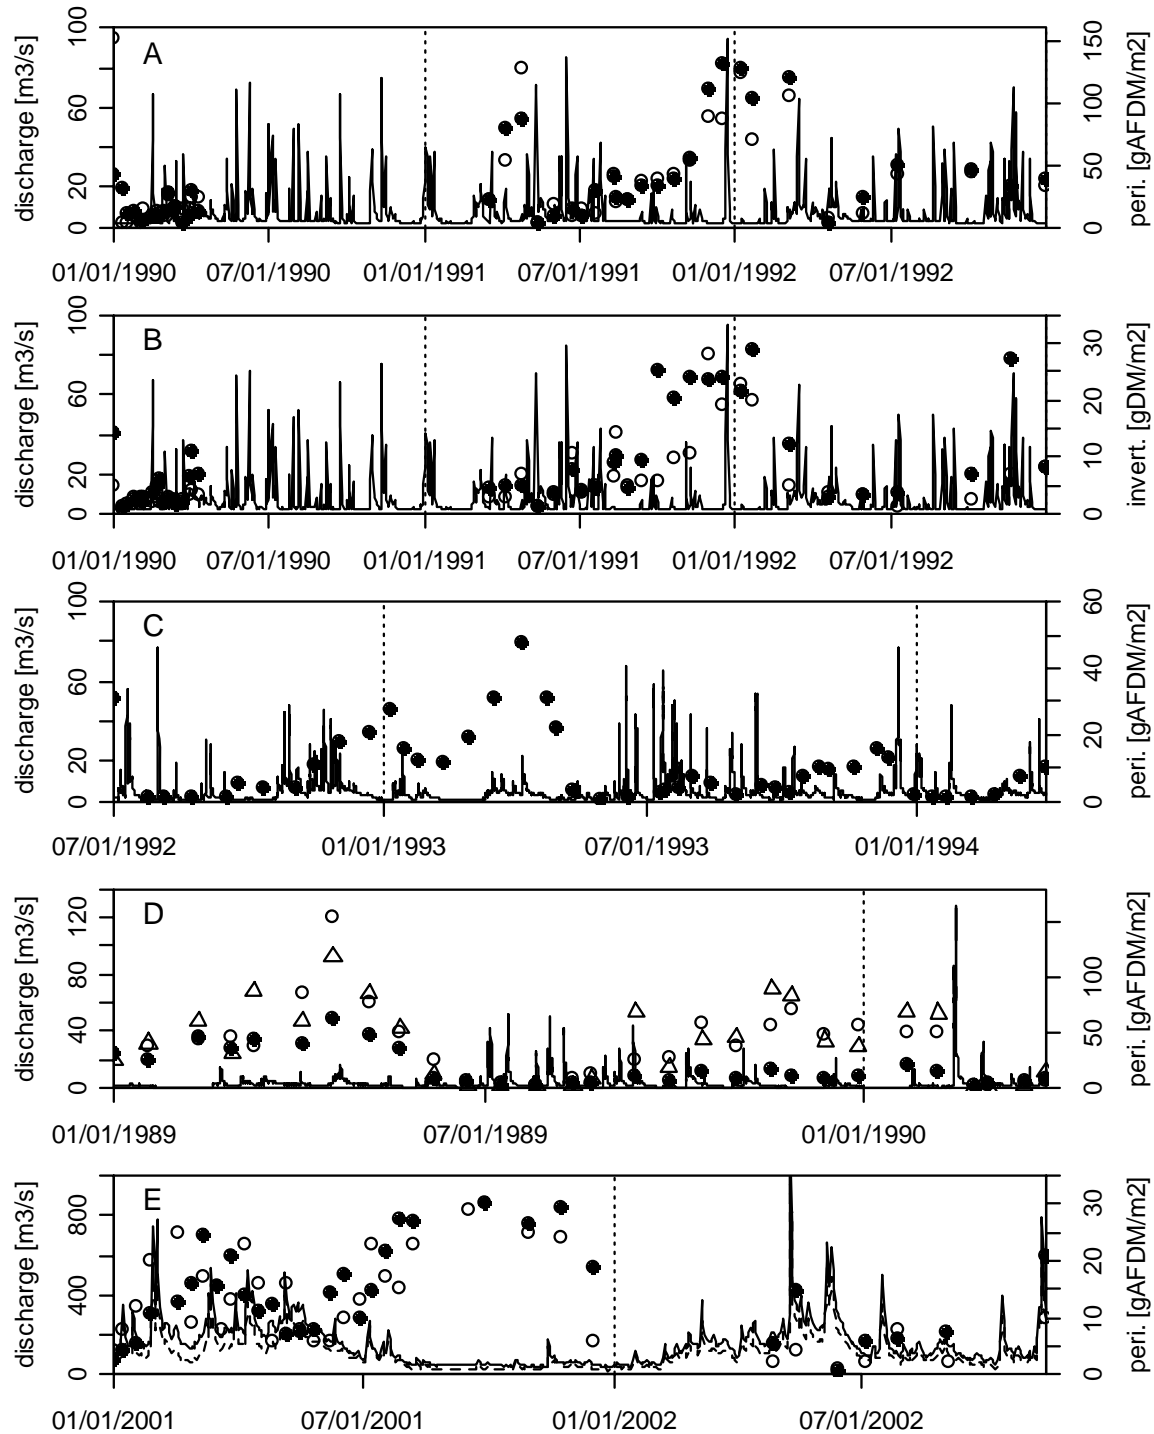 A
discharge [m3/s]
0 20 60 100
peri. [gAFDM/m2]
0 50 100 150
01/01/1990 07/01/1990 01/01/1991 07/01/1991 01/01/1992 07/01/1992
B
discharge [m3/s]
0 20 60 100
invert. [gDM/m2]
0 10 20 30
01/01/1990 07/01/1990 01/01/1991 07/01/1991 01/01/1992 07/01/1992
C
discharge [m3/s]
0 20 60 100
peri. [gAFDM/m2]
0 20 40 60
07/01/1992 01/01/1993 07/01/1993 01/01/1994
D
discharge [m3/s]
0 40 80 120
peri. [gAFDM/m2]
0 50 100
01/01/1989 07/01/1989 01/01/1990
E
discharge [m3/s]
0 400 800
peri. [gAFDM/m2]
0 10 20 30
01/01/2001 07/01/2001 01/01/2002 07/01/2002